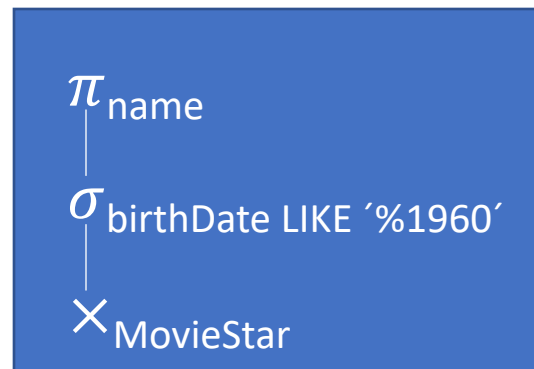 π name
σ birthDate LIKE ´%1960´
× MovieStar